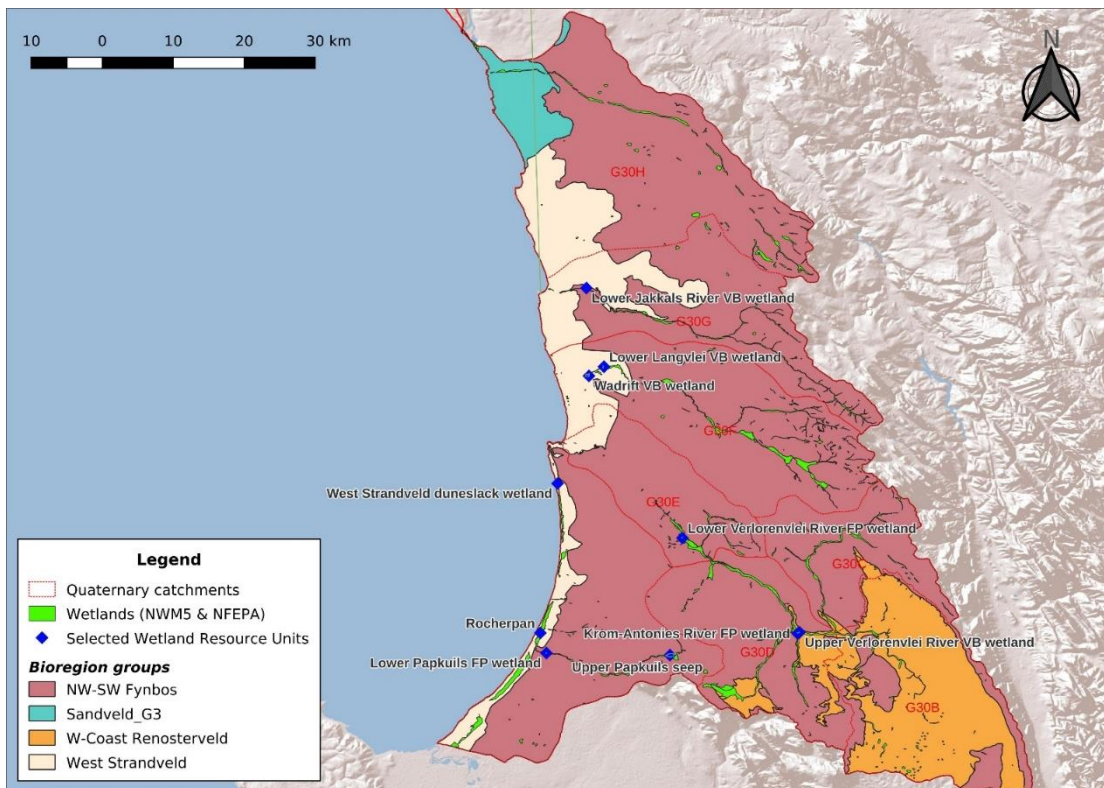 10 0 10 20 30 km
N
G30H
Lower Jakkals River VB wetland
G30G
Lower Langvlei VB wetland
Wadrift VB wetland
G30F
West Strandveld duneslack wetland
G30E
Lower Verlorenvlei River FP wetland
G30C
Rocherpan
Krom-Antonies River FP wetland
Upper Verlorenvlei River VB wetland
Lower Papkuils FP wetland
Upper Papkuils seep
G30D
G30B
Legend
Quaternary catchments
Wetlands (NWM5 & NFEPA)
Selected Wetland Resource Units
Bioregion groups
NW-SW Fynbos
Sandveld_G3
W-Coast Renosterveld
West Strandveld